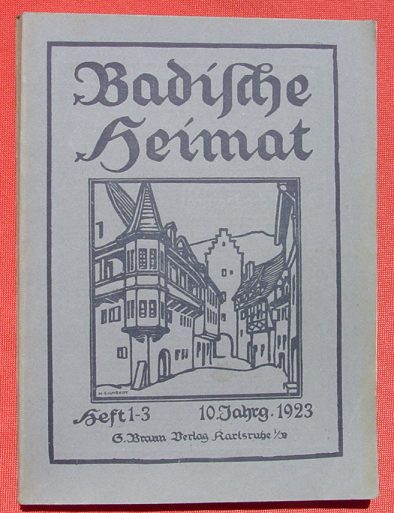 Badische
Heimat
Heft 1-3 10. Jahrg. 1923
G. Braun Verlag Karlsruhe i/B